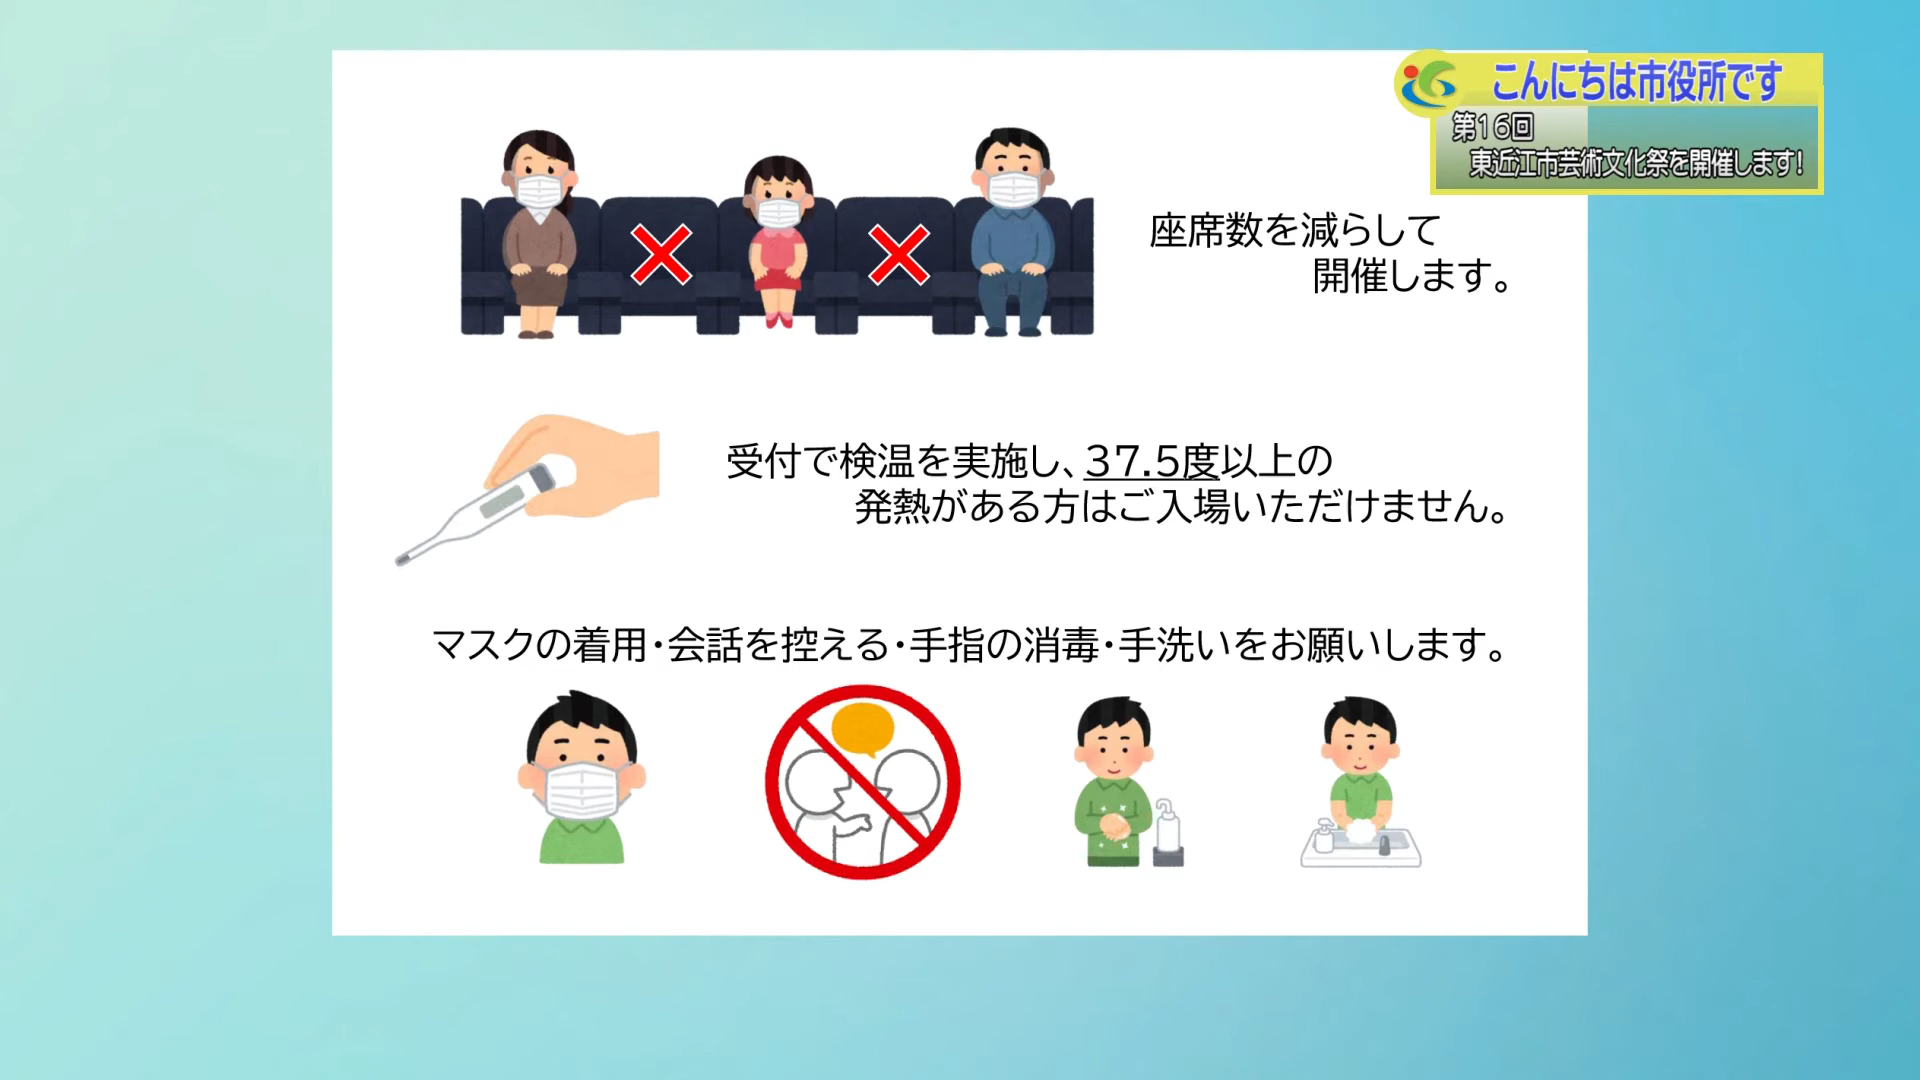 こんにちは市役所です
第16回
東近江市芸術文化祭を開催します!
座席数を減らして
開催します。
受付で検温を実施し、37.5度以上の
発熱がある方はご入場いただけません。
マスクの着用・会話を控える・手指の消毒・手洗いをお願いします。